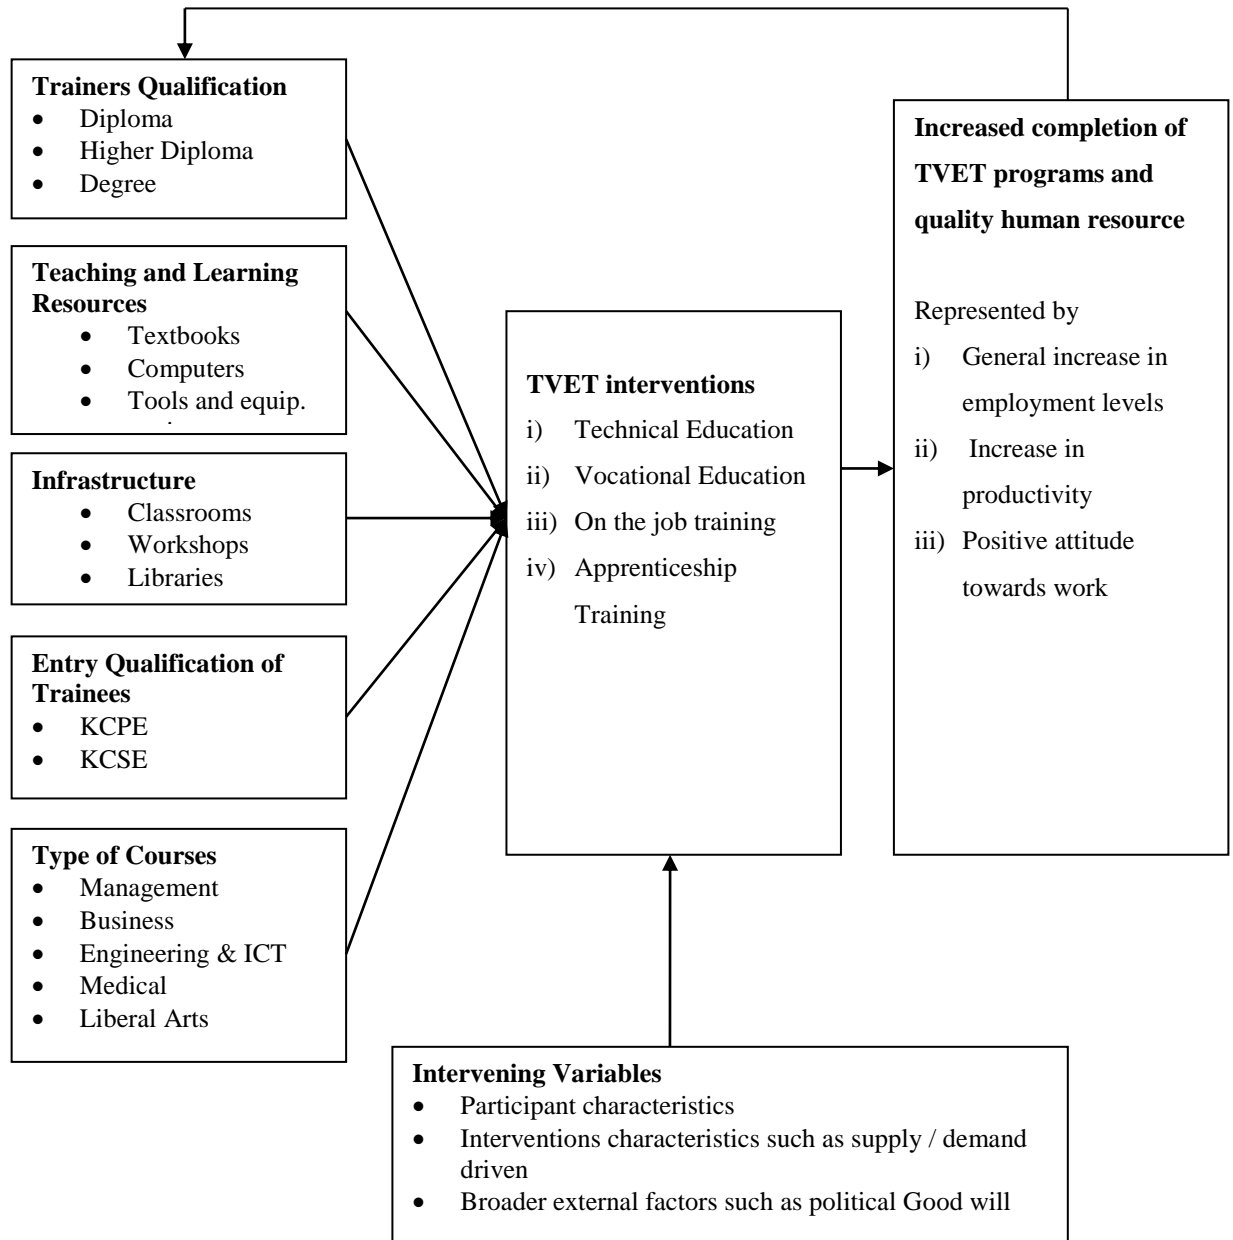 Trainers Qualification
• Diploma
• Higher Diploma
• Degree
Teaching and Learning
Resources
• Textbooks
• Computers
• Tools and equip.
Infrastructure
• Classrooms
• Workshops
• Libraries
Entry Qualification of
Trainees
• KCPE
• KCSE
Type of Courses
• Management
• Business
• Engineering & ICT
• Medical
• Liberal Arts
TVET interventions
i) Technical Education
ii) Vocational Education
iii) On the job training
iv) Apprenticeship
Training
Increased completion of
TVET programs and
quality human resource
Represented by
i) General increase in
employment levels
ii) Increase in
productivity
iii) Positive attitude
towards work
Intervening Variables
• Participant characteristics
• Interventions characteristics such as supply / demand
driven
• Broader external factors such as political Good will